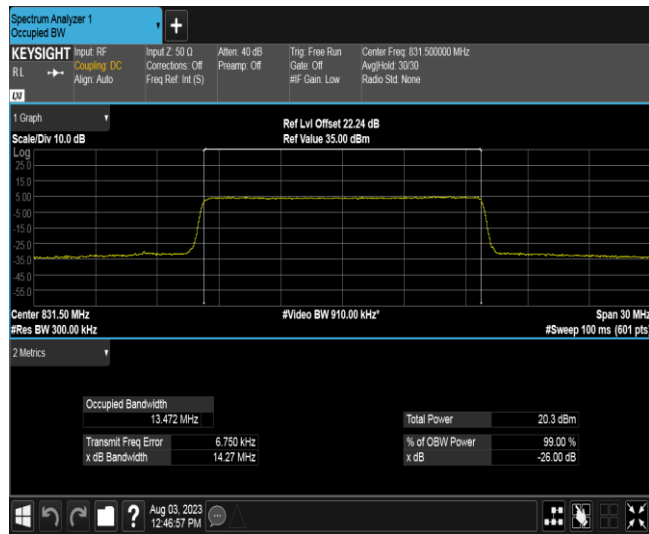 Spectrum Analyzer 1
Occupied BW
+
KEYSIGHT
RL
LXI
Input: RF
Coupling: DC
Align: Auto
Input Z: 50 Ω
Corrections: Off
Freq Ref: Int (S)
Atten: 40 dB
Preamp: Off
Trig: Free Run
Gate: Off
#IF Gain: Low
Center Freq: 831.500000 MHz
Avg|Hold: 30/30
Radio Std: None
1 Graph
Scale/Div 10.0 dB
Ref Lvl Offset 22.24 dB
Ref Value 35.00 dBm
Log
25.0
15.0
5.00
-5.00
-15.0
-25.0
-35.0
-45.0
-55.0
Center 831.50 MHz
#Video BW 910.00 kHz*
Span 30 MHz
#Res BW 300.00 kHz
#Sweep 100 ms (601 pts)
2 Metrics
Occupied Bandwidth
13.472 MHz
Total Power 20.3 dBm
Transmit Freq Error 6.750 kHz
% of OBW Power 99.00 %
x dB Bandwidth 14.27 MHz
x dB -26.00 dB
?
Aug 03, 2023
12:46:57 PM